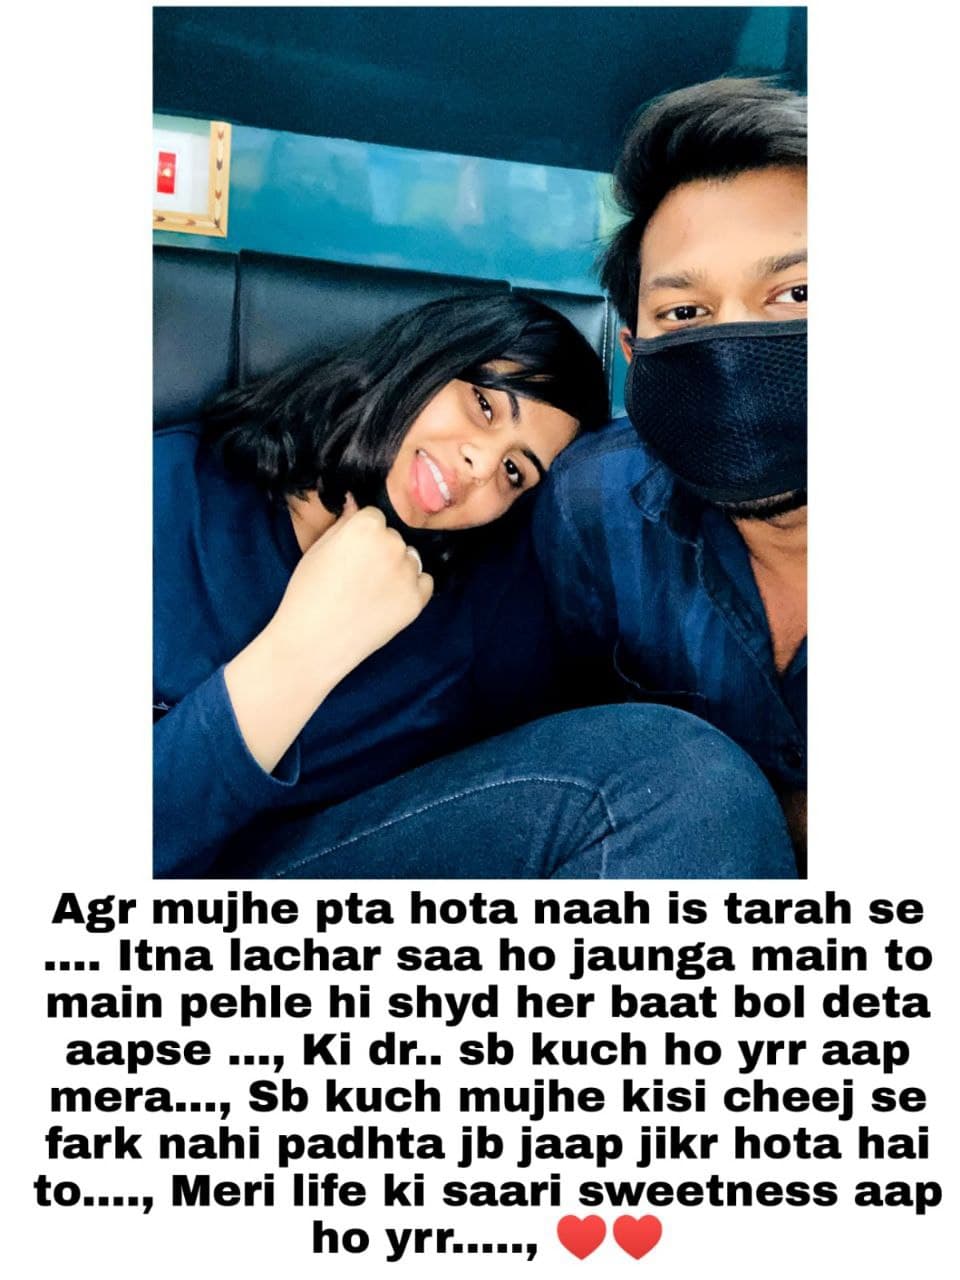 Agr mujhe pta hota naah is tarah se
.... Itna lachar saa ho jaunga main to
main pehle hi shyd her baat bol deta
aapse ..., Ki dr.. sb kuch ho yrr aap
mera..., Sb kuch mujhe kisi cheej se
fark nahi padhta jb jaap jikr hota hai
to...., Meri life ki saari sweetness aap
ho yrr....., ♥️♥️